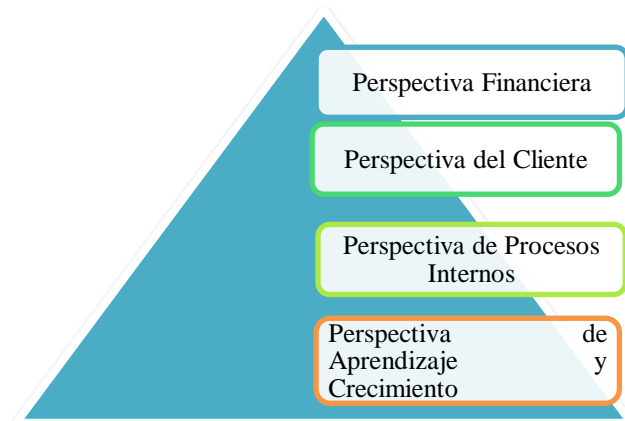 Perspectiva Financiera
Perspectiva del Cliente
Perspectiva de Procesos
Internos
Perspectiva de
Aprendizaje y
Crecimiento